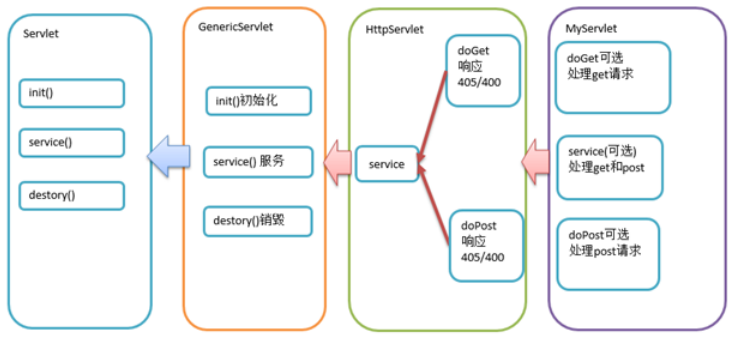 Servlet
init()
service()
destory()
GenericServlet
init()初始化
service() 服务
destory()销毁
HttpServlet
doGet
响应
405/400
service
doPost
响应
405/400
MyServlet
doGet可选
处理get请求
service(可选)
处理get和post
doPost可选
处理post请求